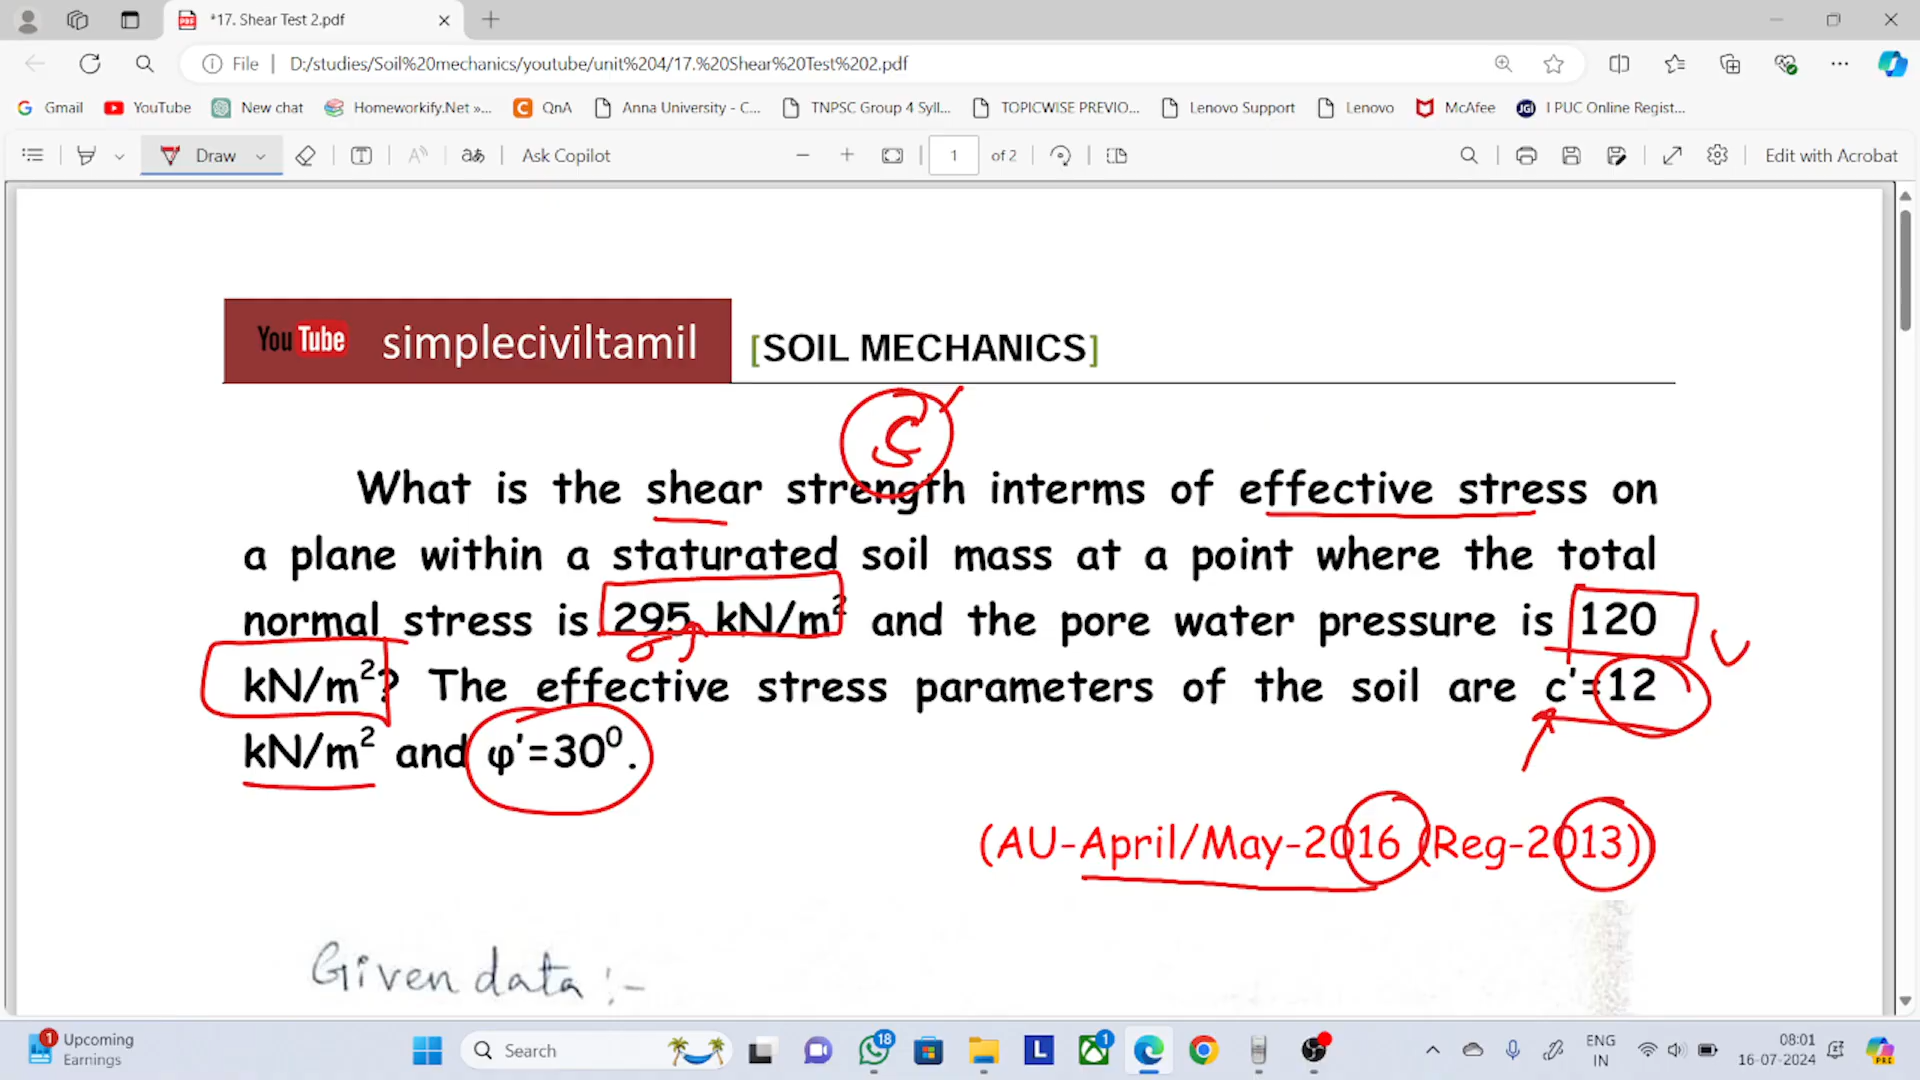 *17. Shear Test 2.pdf
File
D:/studies/Soil%20mechanics/youtube/unit%204/17.%20Shear%20Test%202.pdf
Gmail YouTube New chat Homeworkify.Net »... QnA Anna University - C... TNPSC Group 4 Syll... TOPICWISE PREVIO... Lenovo Support Lenovo McAfee I PUC Online Regist...
Draw Ask Copilot 1 of 2 Edit with Acrobat
YouTube simpleciviltamil [SOIL MECHANICS]
S'
What is the shear strength interms of effective stress on
a plane within a staturated soil mass at a point where the total
normal stress is 295 kN/m² and the pore water pressure is 120
kN/m²? The effective stress parameters of the soil are c'=12
kN/m² and φ'=30⁰.
(AU-April/May-2016 (Reg-2013))
Given data :-
Upcoming
Earnings
Search
18
1
ENG
IN
08:01
16-07-2024